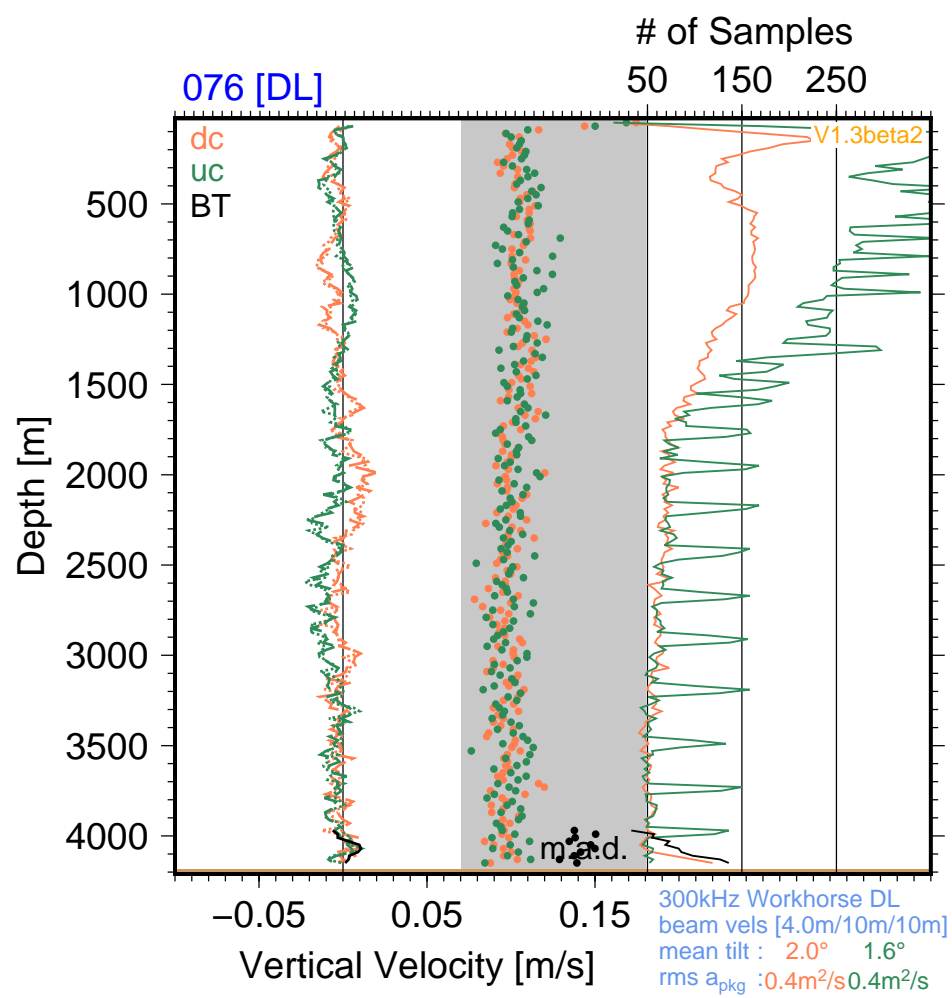 # of Samples
50 150 250
076 [DL]
V1.3beta2
dc
uc
BT
500
1000
1500
2000
2500
3000
3500
4000
Depth [m]
m.a.d.
−0.05 0.05 0.15
Vertical Velocity [m/s]
300kHz Workhorse DL
beam vels [4.0m/10m/10m]
mean tilt : 2.0° 1.6°
rms a_pkg :0.4m²/s 0.4m²/s